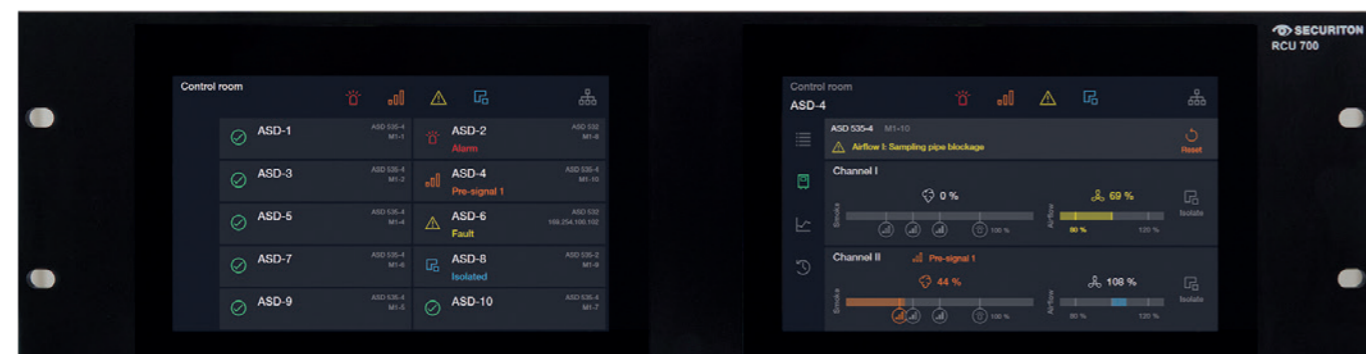 SECURITON
RCU 700
Control room
ASD-1
ASD 535-4
M1-1
ASD-2
Alarm
ASD 532
M1-8
ASD-3
ASD 535-4
M1-2
ASD-4
Pre-signal 1
ASD 535-4
M1-10
ASD-5
ASD 535-4
M1-4
ASD-6
Fault
ASD 532
169.254.100.102
ASD-7
ASD 535-4
M1-6
ASD-8
Isolated
ASD 535-2
M1-9
ASD-9
ASD 535-4
M1-5
ASD-10
ASD 535-4
M1-7
Control room
ASD-4
ASD 535-4 M1-10
Airflow I: Sampling pipe blockage
Reset
Channel I
0 %
69 %
Smoke
100 %
Airflow
80 %
120 %
Isolate
Channel II
Pre-signal 1
44 %
108 %
Smoke
100 %
Airflow
80 %
120 %
Isolate